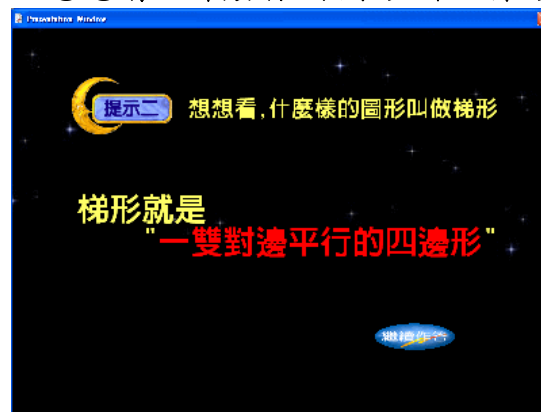 Presentation Window
提示二
想想看,什麼樣的圖形叫做梯形
梯形就是
"一雙對邊平行的四邊形"
繼續作答